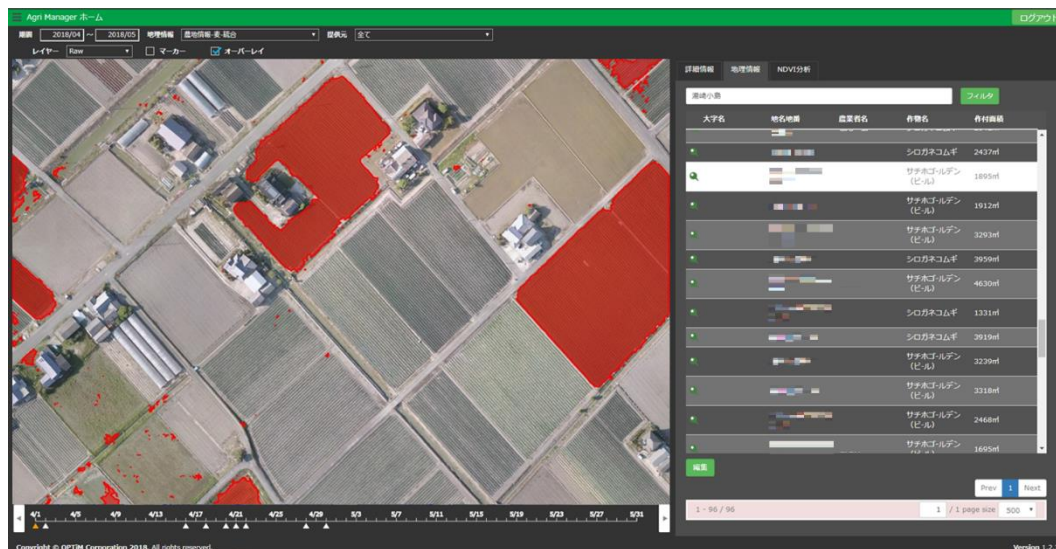 Agri Manager ホーム
ログアウト
期間 2018/04 ~ 2018/05 地理情報 農地情報-麦-統合 提供元 全て
レイヤー Raw マーカー オーバーレイ
詳細情報 地理情報 NDVI分析
フィルタ
大字名 地名地番 農業者名 作物名 作付面積
シロガネコムギ 2437㎡
サチホゴールデン(ビール) 1895㎡
サチホゴールデン(ビール) 1912㎡
サチホゴールデン(ビール) 3293㎡
シロガネコムギ 3959㎡
サチホゴールデン(ビール) 4630㎡
シロガネコムギ 1331㎡
シロガネコムギ 3919㎡
サチホゴールデン(ビール) 3239㎡
サチホゴールデン(ビール) 3318㎡
サチホゴールデン(ビール) 2468㎡
サチホゴールデン 1695㎡
編集
Prev 1 Next
1 - 96 / 96 1 / 1 page size 500
4/1 4/5 4/9 4/13 4/17 4/21 4/25 4/29 5/3 5/7 5/11 5/15 5/19 5/23 5/27 5/31
Copyright © OPTiM Corporation 2018. All rights reserved.
Version 1.2